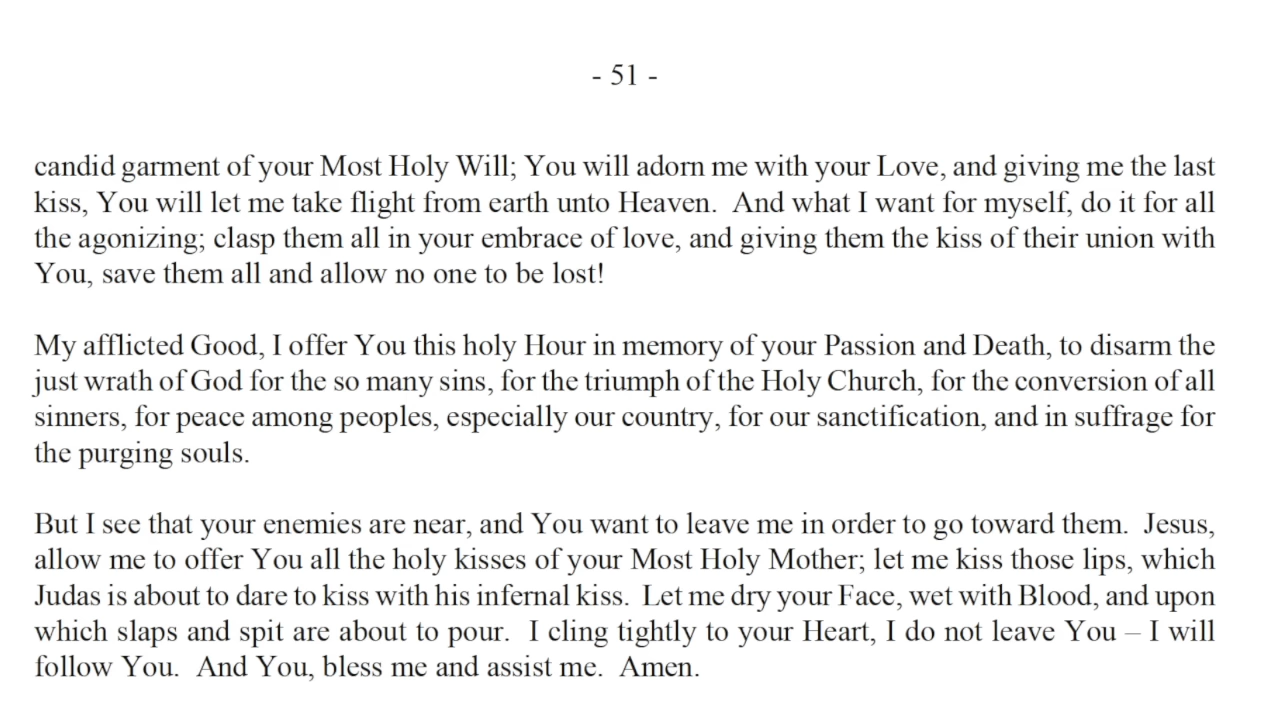 - 51 -
candid garment of your Most Holy Will; You will adorn me with your Love, and giving me the last
kiss, You will let me take flight from earth unto Heaven.  And what I want for myself, do it for all
the agonizing; clasp them all in your embrace of love, and giving them the kiss of their union with
You, save them all and allow no one to be lost!
My afflicted Good, I offer You this holy Hour in memory of your Passion and Death, to disarm the
just wrath of God for the so many sins, for the triumph of the Holy Church, for the conversion of all
sinners, for peace among peoples, especially our country, for our sanctification, and in suffrage for
the purging souls.
But I see that your enemies are near, and You want to leave me in order to go toward them.  Jesus,
allow me to offer You all the holy kisses of your Most Holy Mother; let me kiss those lips, which
Judas is about to dare to kiss with his infernal kiss.  Let me dry your Face, wet with Blood, and upon
which slaps and spit are about to pour.  I cling tightly to your Heart, I do not leave You – I will
follow You.  And You, bless me and assist me.  Amen.